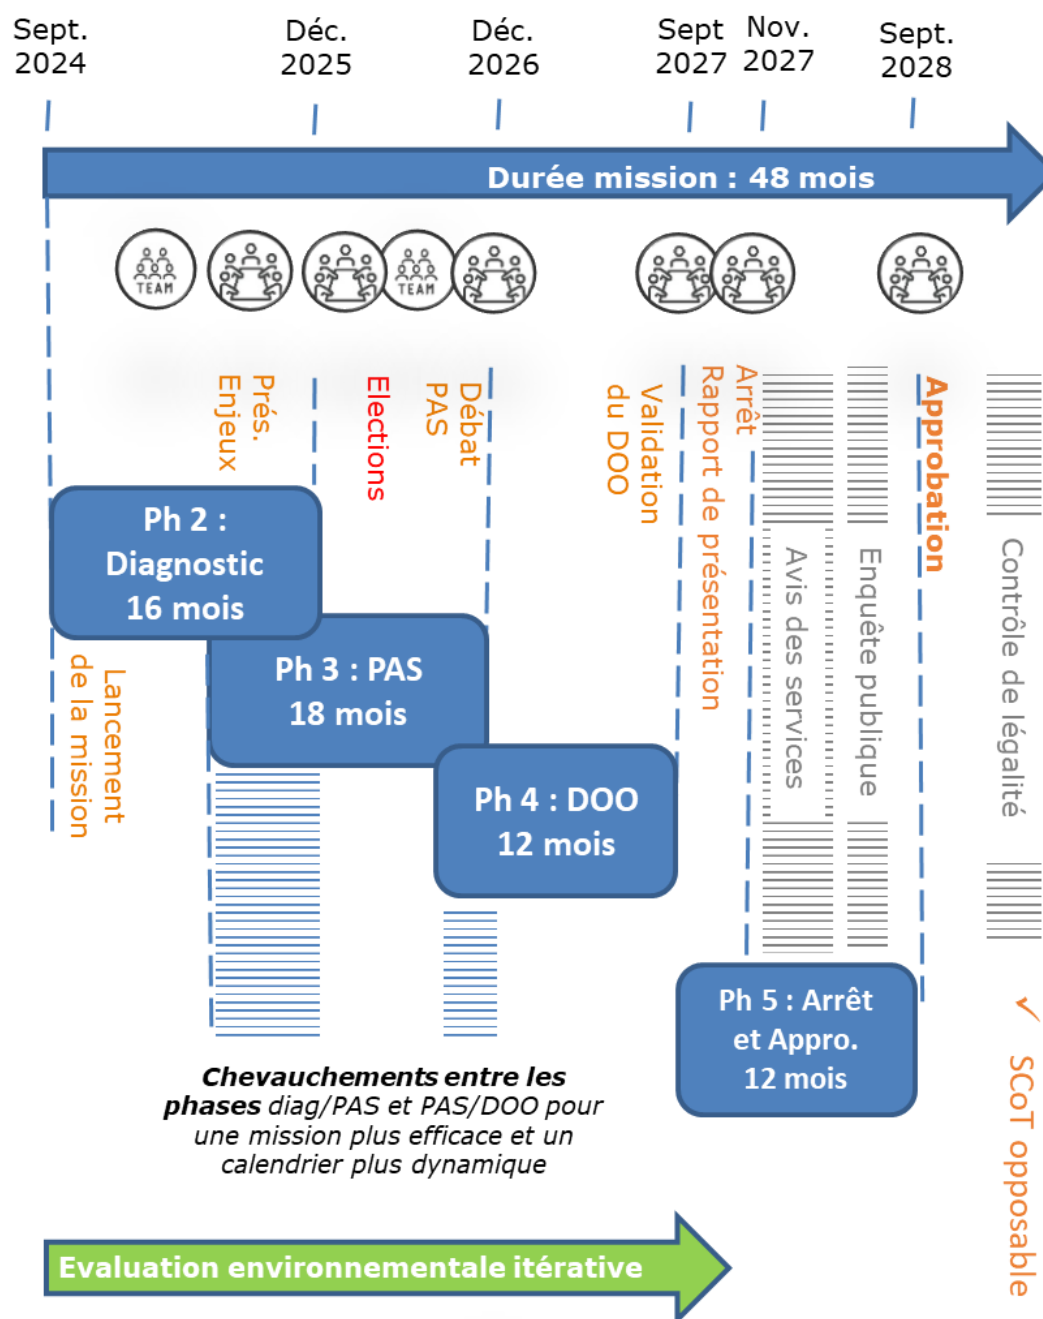 Sept.
2024
Déc.
2025
Déc.
2026
Sept
2027
Nov.
2027
Sept.
2028
Durée mission : 48 mois
TEAM
TEAM
Prés.
Enjeux
Elections
Débat
PAS
Validation
du DOO
Rapport de présentation
Arrêt
Approbation
Avis des services
Enquête publique
Contrôle de légalité
Ph 2 :
Diagnostic
16 mois
Lancement
de la mission
Ph 3 : PAS
18 mois
Ph 4 : DOO
12 mois
Ph 5 : Arrêt
et Appro.
12 mois
✓ SCoT opposable
Chevauchements entre les
phases diag/PAS et PAS/DOO pour
une mission plus efficace et un
calendrier plus dynamique
Evaluation environnementale itérative